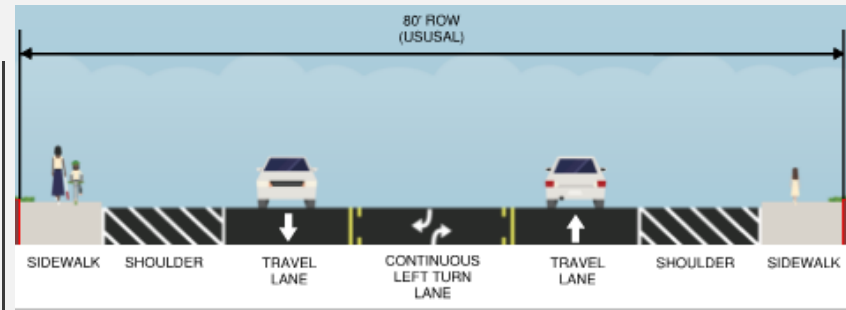 80' ROW
(USUSAL)
SIDEWALK
SHOULDER
TRAVEL
LANE
CONTINUOUS
LEFT TURN
LANE
TRAVEL
LANE
SHOULDER
SIDEWALK